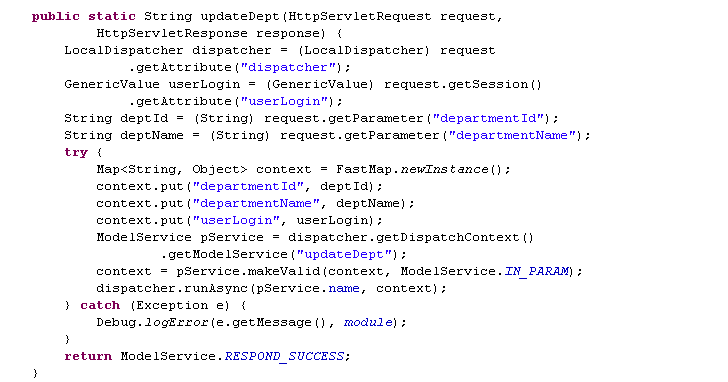 public static String updateDept(HttpServletRequest request,
HttpServletResponse response) {
LocalDispatcher dispatcher = (LocalDispatcher) request
.getAttribute("dispatcher");
GenericValue userLogin = (GenericValue) request.getSession()
.getAttribute("userLogin");
String deptId = (String) request.getParameter("departmentId");
String deptName = (String) request.getParameter("departmentName");
try {
Map<String, Object> context = FastMap.newInstance();
context.put("departmentId", deptId);
context.put("departmentName", deptName);
context.put("userLogin", userLogin);
ModelService pService = dispatcher.getDispatchContext()
.getModelService("updateDept");
context = pService.makeValid(context, ModelService.IN_PARAM);
dispatcher.runAsync(pService.name, context);
} catch (Exception e) {
Debug.logError(e.getMessage(), module);
}
return ModelService.RESPOND_SUCCESS;
}